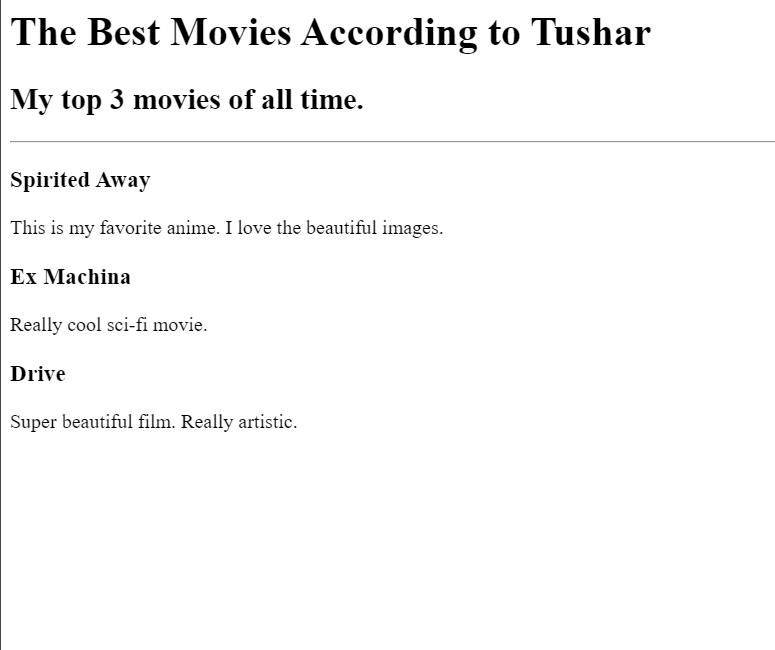 The Best Movies According to Tushar
My top 3 movies of all time.
Spirited Away
This is my favorite anime. I love the beautiful images.
Ex Machina
Really cool sci-fi movie.
Drive
Super beautiful film. Really artistic.